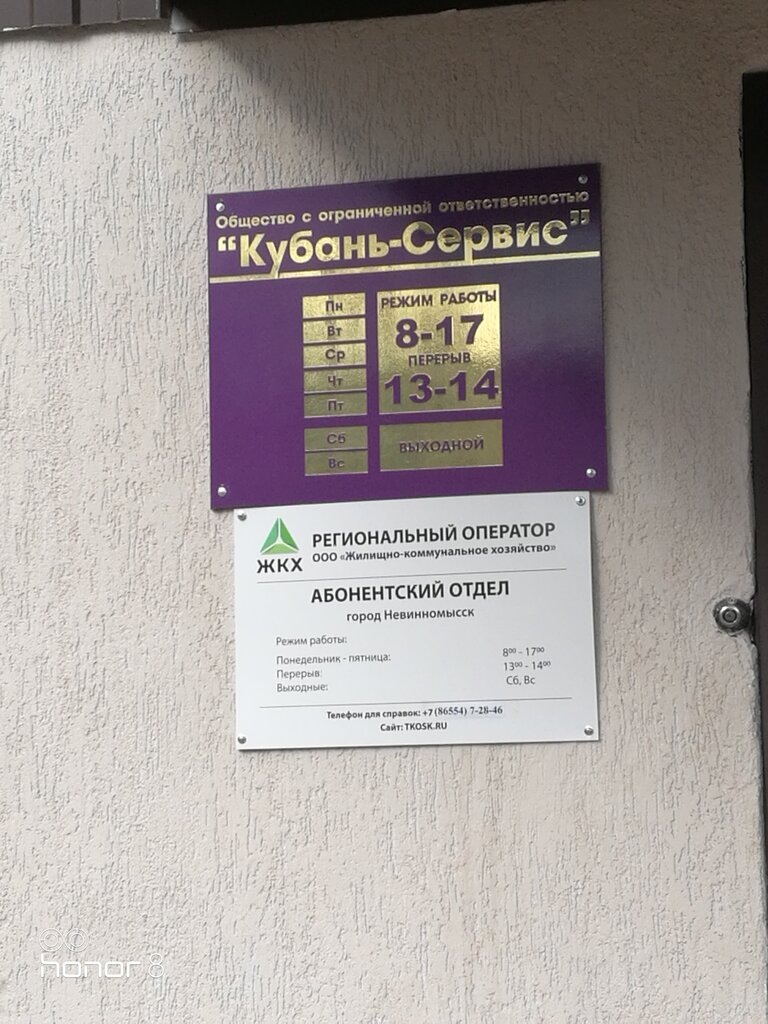 Общество с ограниченной ответственностью
“Кубань-Сервис”
Пн
Вт
Ср
Чт
Пт
РЕЖИМ РАБОТЫ
8-17
ПЕРЕРЫВ
13-14
Сб
Вс
ВЫХОДНОЙ
ЖКХ
РЕГИОНАЛЬНЫЙ ОПЕРАТОР
ООО «Жилищно-коммунальное хозяйство»
АБОНЕНТСКИЙ ОТДЕЛ
город Невинномысск
Режим работы:
Понедельник - пятница: 8⁰⁰ - 17⁰⁰
Перерыв: 13⁰⁰ - 14⁰⁰
Выходные: Сб, Вс
Телефон для справок: +7 (86554) 7-28-46
Сайт: TKOSK.RU
honor 8